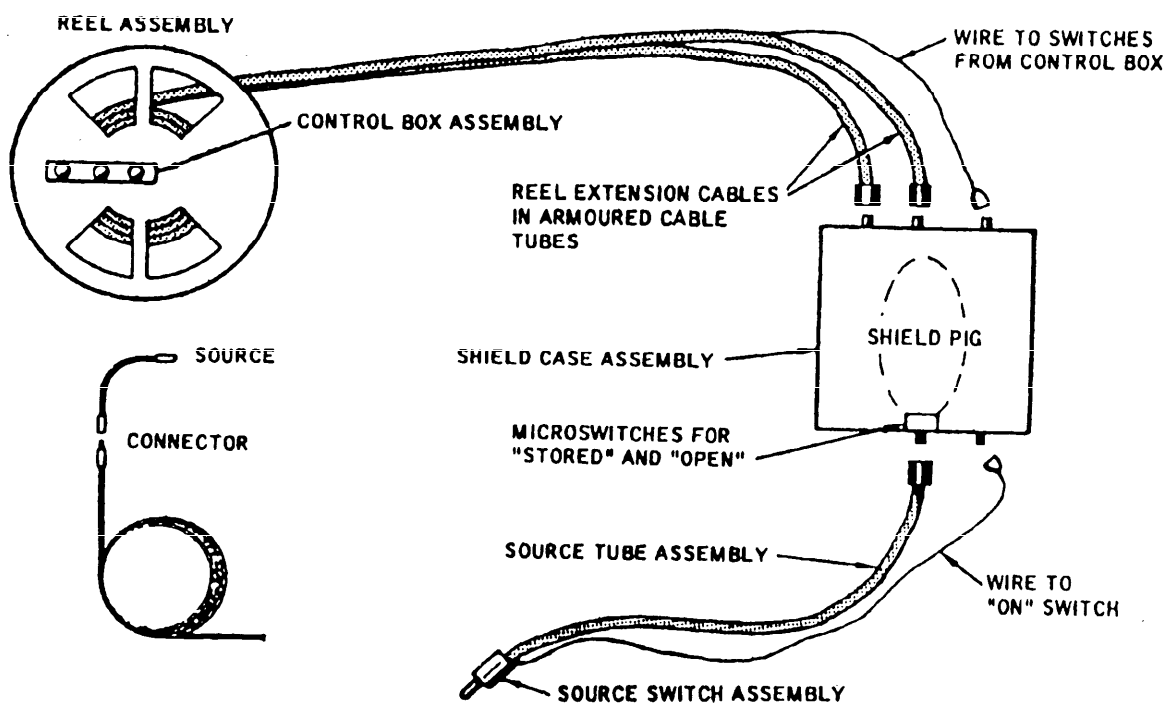 REEL ASSEMBLY
WIRE TO SWITCHES
FROM CONTROL BOX
CONTROL BOX ASSEMBLY
REEL EXTENSION CABLES
IN ARMOURED CABLE
TUBES
SHIELD PIG
SOURCE
SHIELD CASE ASSEMBLY
CONNECTOR
MICROSWITCHES FOR
"STORED" AND "OPEN"
SOURCE TUBE ASSEMBLY
WIRE TO
"ON" SWITCH
SOURCE SWITCH ASSEMBLY